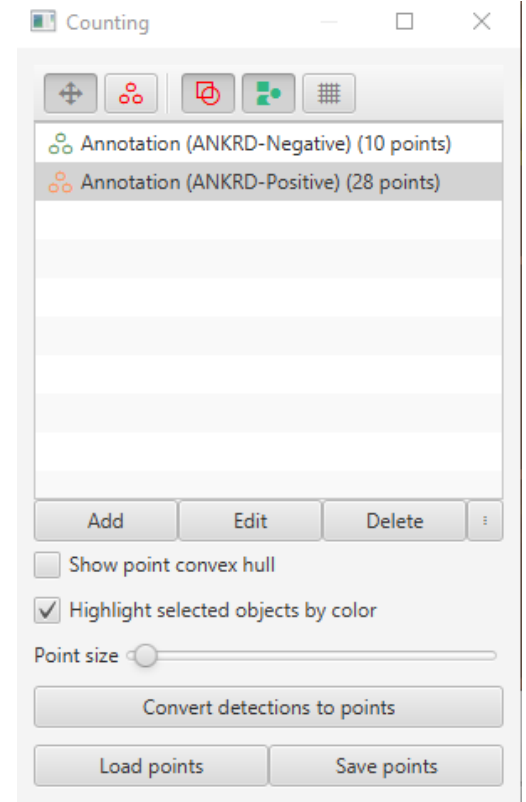 Counting
Annotation (ANKRD-Negative) (10 points)
Annotation (ANKRD-Positive) (28 points)
Add Edit Delete
Show point convex hull
Highlight selected objects by color
Point size
Convert detections to points
Load points Save points